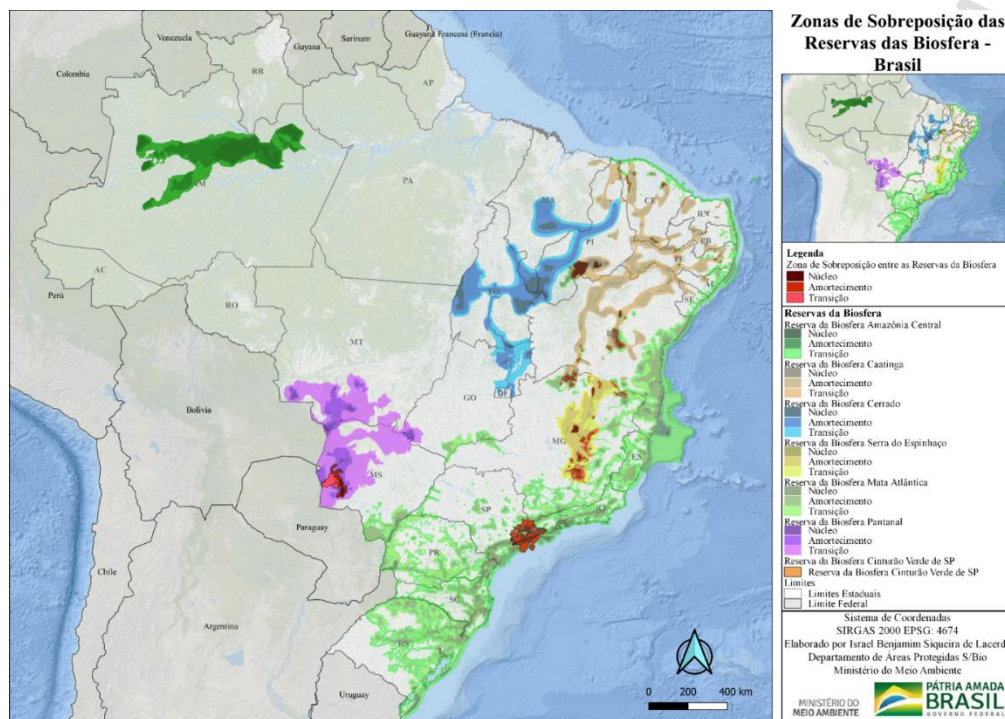 Zonas de Sobreposição das
Reservas das Biosfera -
Brasil
Venezuela
Guyana
Surinam
Guayana Francesa (Francia)
Colombia
RR
AP
AM
PA
MA
CE
RN
PB
PI
PE
AL
SE
AC
TO
Perú
RO
BA
MT
DF
GO
Bolivia
MG
ES
MS
SP
RJ
Paraguay
PR
Chile
SC
Argentina
RS
Uruguay
0 200 400 km
Legenda
Zona de Sobreposição entre as Reservas da Biosfera
Núcleo
Amortecimento
Transição
Reservas da Biosfera
Reserva da Biosfera Amazônia Central
Núcleo
Amortecimento
Transição
Reserva da Biosfera Caatinga
Núcleo
Amortecimento
Transição
Reserva da Biosfera Cerrado
Núcleo
Amortecimento
Transição
Reserva da Biosfera Serra do Espinhaço
Núcleo
Amortecimento
Transição
Reserva da Biosfera Mata Atlântica
Núcleo
Amortecimento
Transição
Reserva da Biosfera Pantanal
Núcleo
Amortecimento
Transição
Reserva da Biosfera Cinturão Verde de SP
Reserva da Biosfera Cinturão Verde de SP
Limites
Limites Estaduais
Limite Federal
Sistema de Coordenadas
SIRGAS 2000 EPSG: 4674
Elaborado por Israel Benjamim Siqueira de Lacerd
Departamento de Áreas Protegidas S/Bio
Ministério do Meio Ambiente
MINISTÉRIO DO
MEIO AMBIENTE
PÁTRIA AMADA
BRASIL
GOVERNO FEDERAL